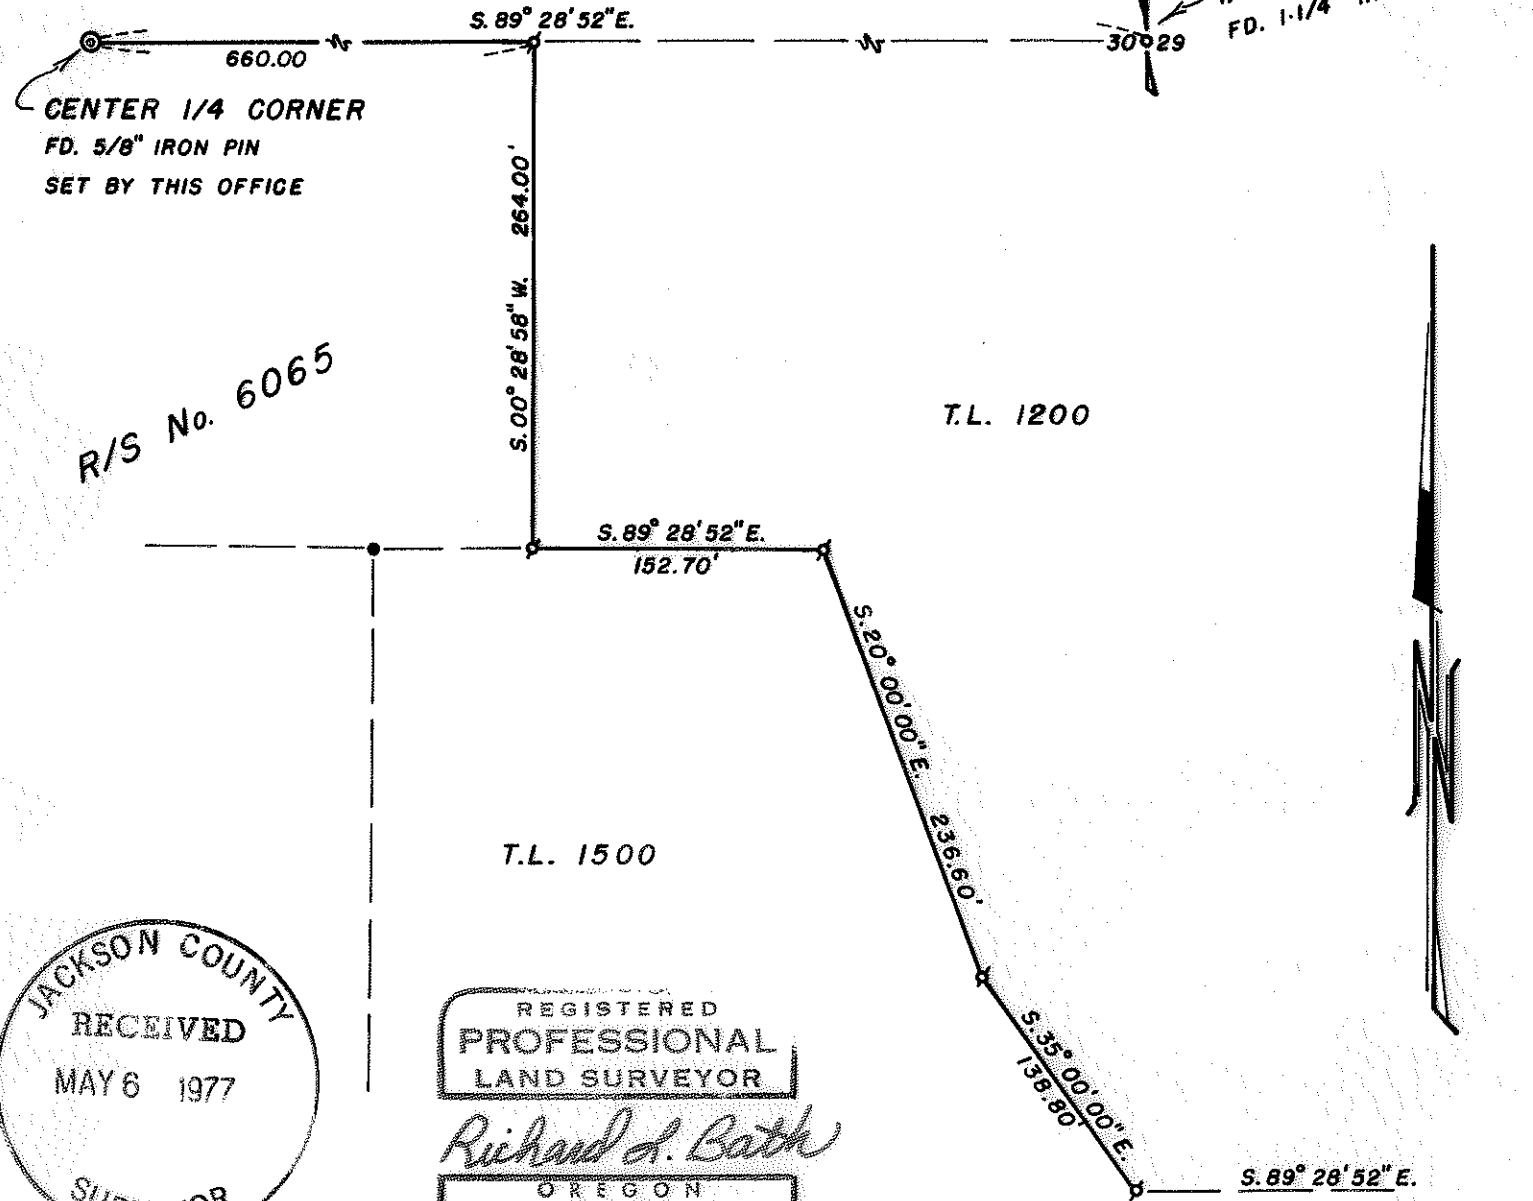 S. 89° 28' 52" E.
660.00
30 29
FD. 1-1/4"
CENTER 1/4 CORNER
FD. 5/8" IRON PIN
SET BY THIS OFFICE
S. 00° 28' 58" W. 264.00'
R/S No. 6065
T.L. 1200
S. 89° 28' 52" E.
152.70'
S. 20° 00' 00" E. 236.60'
N
T.L. 1500
JACKSON COUNTY
RECEIVED
MAY 6 1977
SURVEYOR
REGISTERED
PROFESSIONAL
LAND SURVEYOR
Richard L. Bath
OREGON
S. 35° 00' 00" E.
138.80'
S. 89° 28' 52" E.